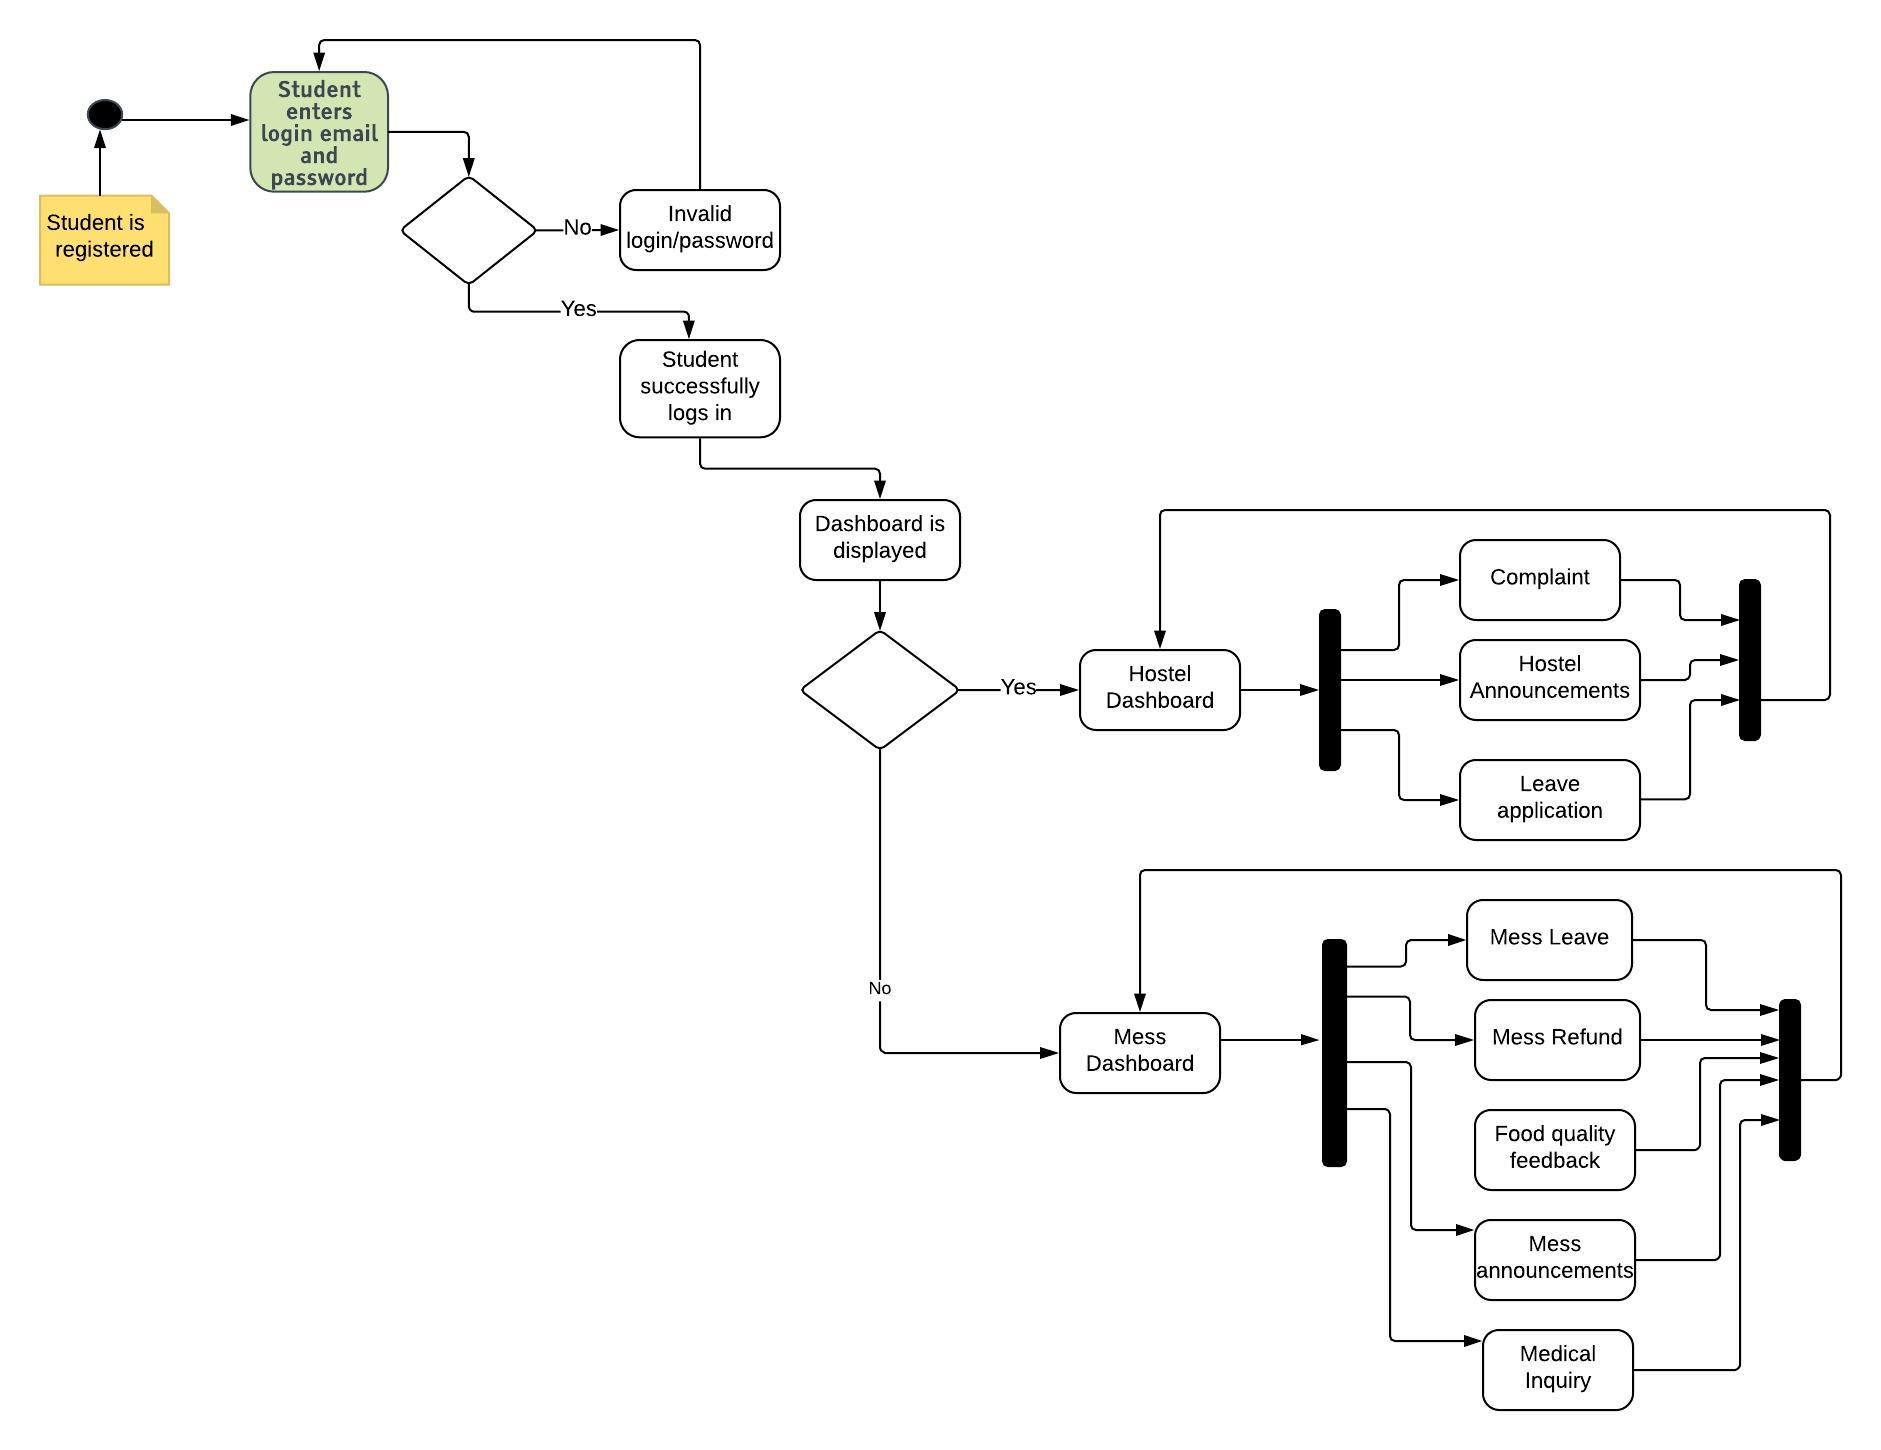 Student
enters
login email
and
password
Student is
registered
No
Invalid
login/password
Yes
Student
successfully
logs in
Dashboard is
displayed
Yes
Hostel
Dashboard
Complaint
Hostel
Announcements
Leave
application
No
Mess
Dashboard
Mess Leave
Mess Refund
Food quality
feedback
Mess
announcements
Medical
Inquiry